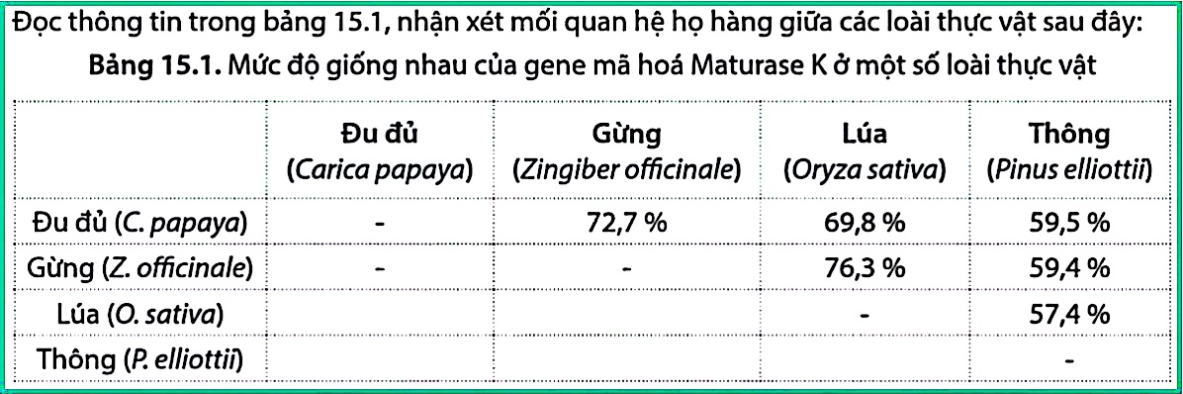 Đọc thông tin trong bảng 15.1, nhận xét mối quan hệ họ hàng giữa các loài thực vật sau đây:
Bảng 15.1. Mức độ giống nhau của gene mã hoá Maturase K ở một số loài thực vật
Đu đủ Gừng Lúa Thông
(Carica papaya) (Zingiber officinale) (Oryza sativa) (Pinus elliottii)
Đu đủ (C. papaya) - 72,7 % 69,8 % 59,5 %
Gừng (Z. officinale) - - 76,3 % 59,4 %
Lúa (O. sativa) - 57,4 %
Thông (P. elliottii) -